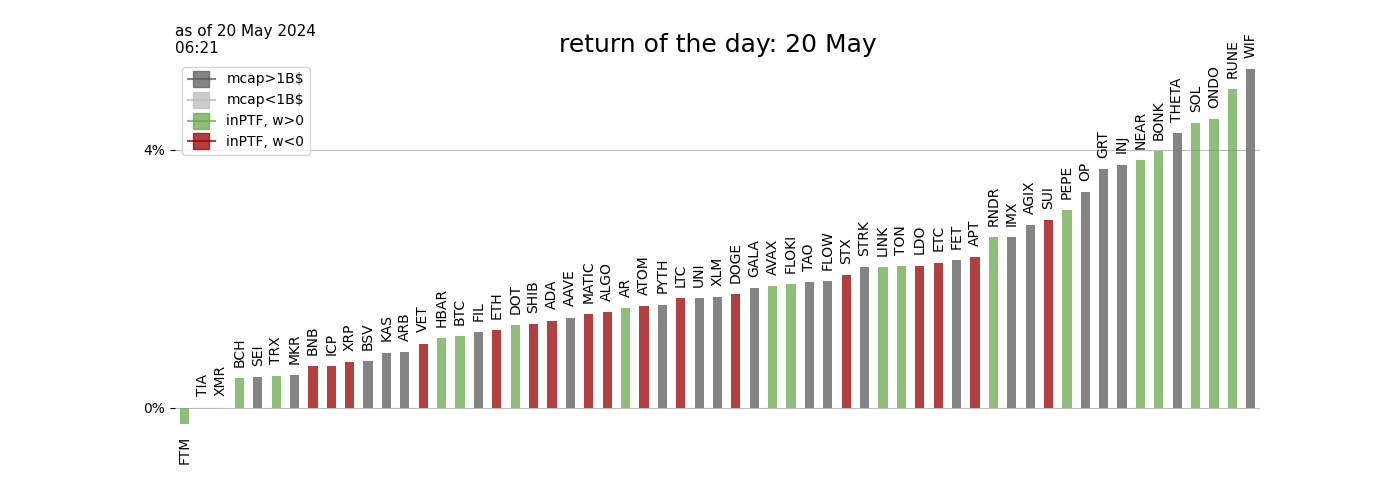 as of 20 May 2024
06:21
return of the day: 20 May
mcap>1B$
mcap<1B$
inPTF, w>0
inPTF, w<0
4%
0%
FTM
TIA
XMR
BCH
SEI
TRX
MKR
BNB
ICP
XRP
BSV
KAS
ARB
VET
HBAR
BTC
FIL
ETH
DOT
SHIB
ADA
AAVE
MATIC
ALGO
AR
ATOM
PYTH
LTC
UNI
XLM
DOGE
GALA
AVAX
FLOKI
TAO
FLOW
STX
STRK
LINK
TON
LDO
ETC
FET
APT
RNDR
IMX
AGIX
SUI
PEPE
OP
GRT
INJ
NEAR
BONK
THETA
SOL
ONDO
RUNE
WIF